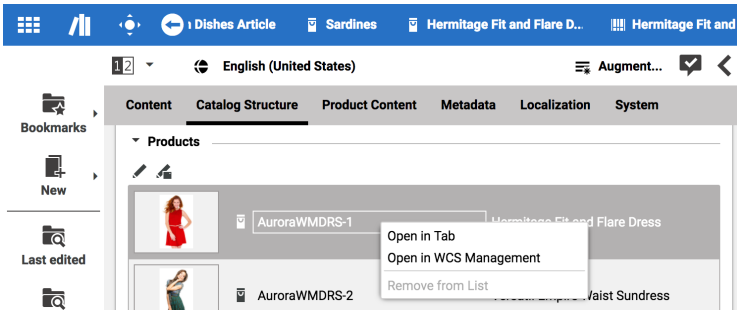 Dishes Article Sardines Hermitage Fit and Flare D... Hermitage Fit and
12 English (United States) Augment...
Content Catalog Structure Product Content Metadata Localization System
Bookmarks
Products
New
AuroraWMDRS-1 Hermitage Fit and Flare Dress
Open in Tab
Open in WCS Management
Last edited
Remove from List
AuroraWMDRS-2 Waist Sundress